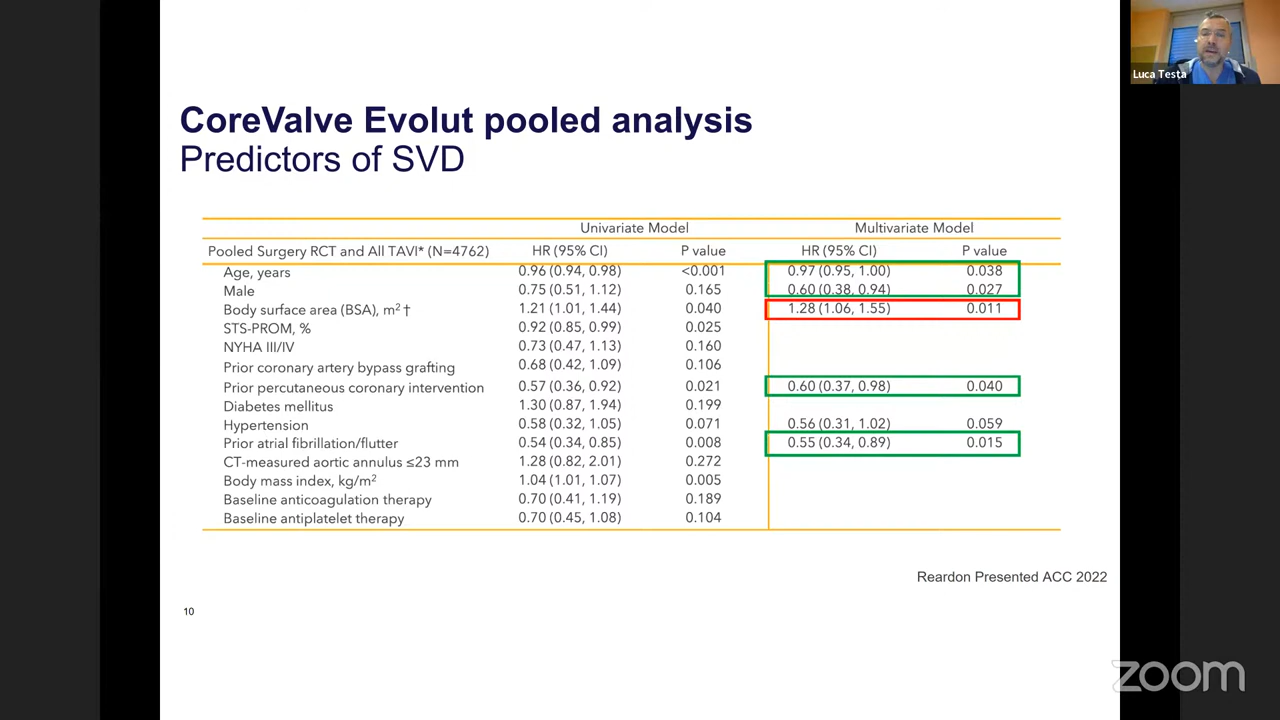 Luca Testa
CoreValve Evolut pooled analysis
Predictors of SVD
Univariate Model Multivariate Model
Pooled Surgery RCT and All TAVI* (N=4762) HR (95% CI) P value HR (95% CI) P value
Age, years 0.96 (0.94, 0.98) <0.001 0.97 (0.95, 1.00) 0.038
Male 0.75 (0.51, 1.12) 0.165 0.60 (0.38, 0.94) 0.027
Body surface area (BSA), m² † 1.21 (1.01, 1.44) 0.040 1.28 (1.06, 1.55) 0.011
STS-PROM, % 0.92 (0.85, 0.99) 0.025
NYHA III/IV 0.73 (0.47, 1.13) 0.160
Prior coronary artery bypass grafting 0.68 (0.42, 1.09) 0.106
Prior percutaneous coronary intervention 0.57 (0.36, 0.92) 0.021 0.60 (0.37, 0.98) 0.040
Diabetes mellitus 1.30 (0.87, 1.94) 0.199
Hypertension 0.58 (0.32, 1.05) 0.071 0.56 (0.31, 1.02) 0.059
Prior atrial fibrillation/flutter 0.54 (0.34, 0.85) 0.008 0.55 (0.34, 0.89) 0.015
CT-measured aortic annulus ≤23 mm 1.28 (0.82, 2.01) 0.272
Body mass index, kg/m² 1.04 (1.01, 1.07) 0.005
Baseline anticoagulation therapy 0.70 (0.41, 1.19) 0.189
Baseline antiplatelet therapy 0.70 (0.45, 1.08) 0.104
Reardon Presented ACC 2022
10
zoom